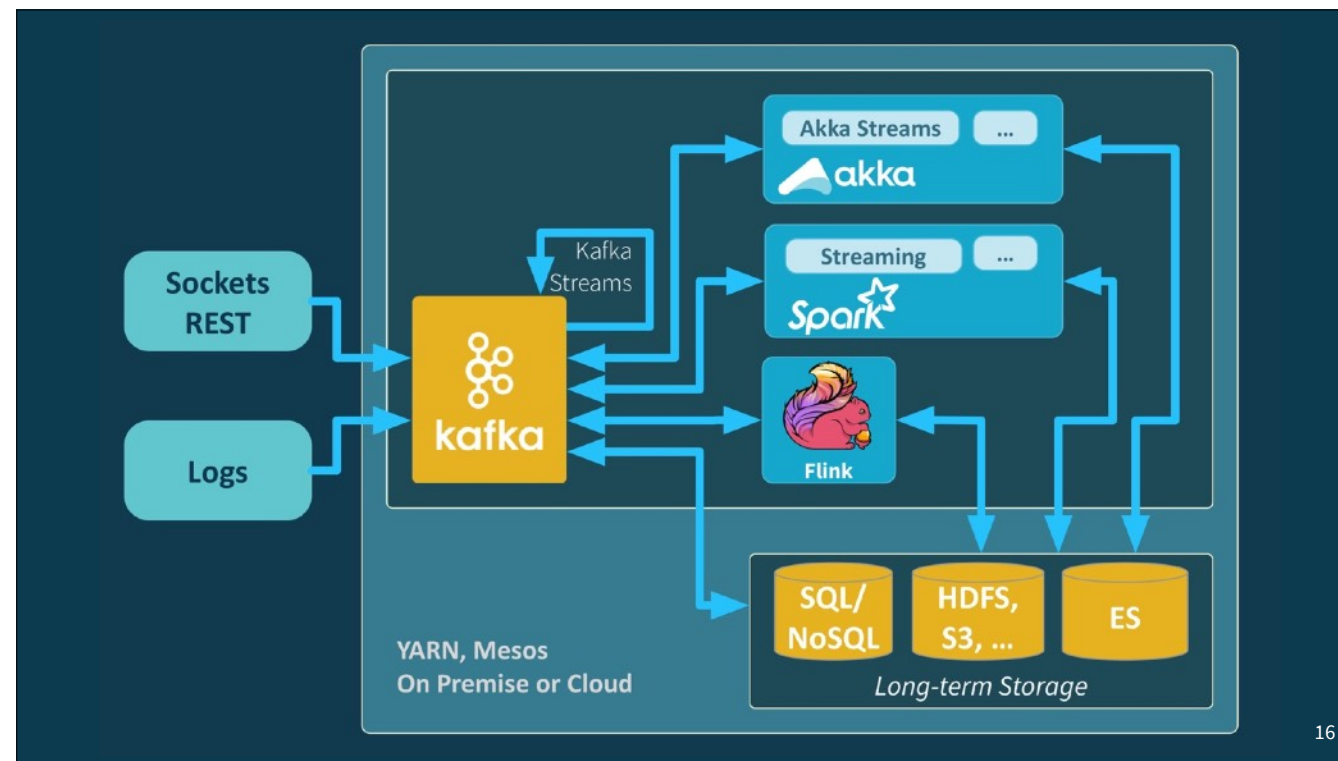 Sockets
REST
Logs
kafka
Kafka
Streams
Akka Streams
...
akka
Streaming
...
Spark
Flink
SQL/
NoSQL
HDFS,
S3, ...
ES
Long-term Storage
YARN, Mesos
On Premise or Cloud
16